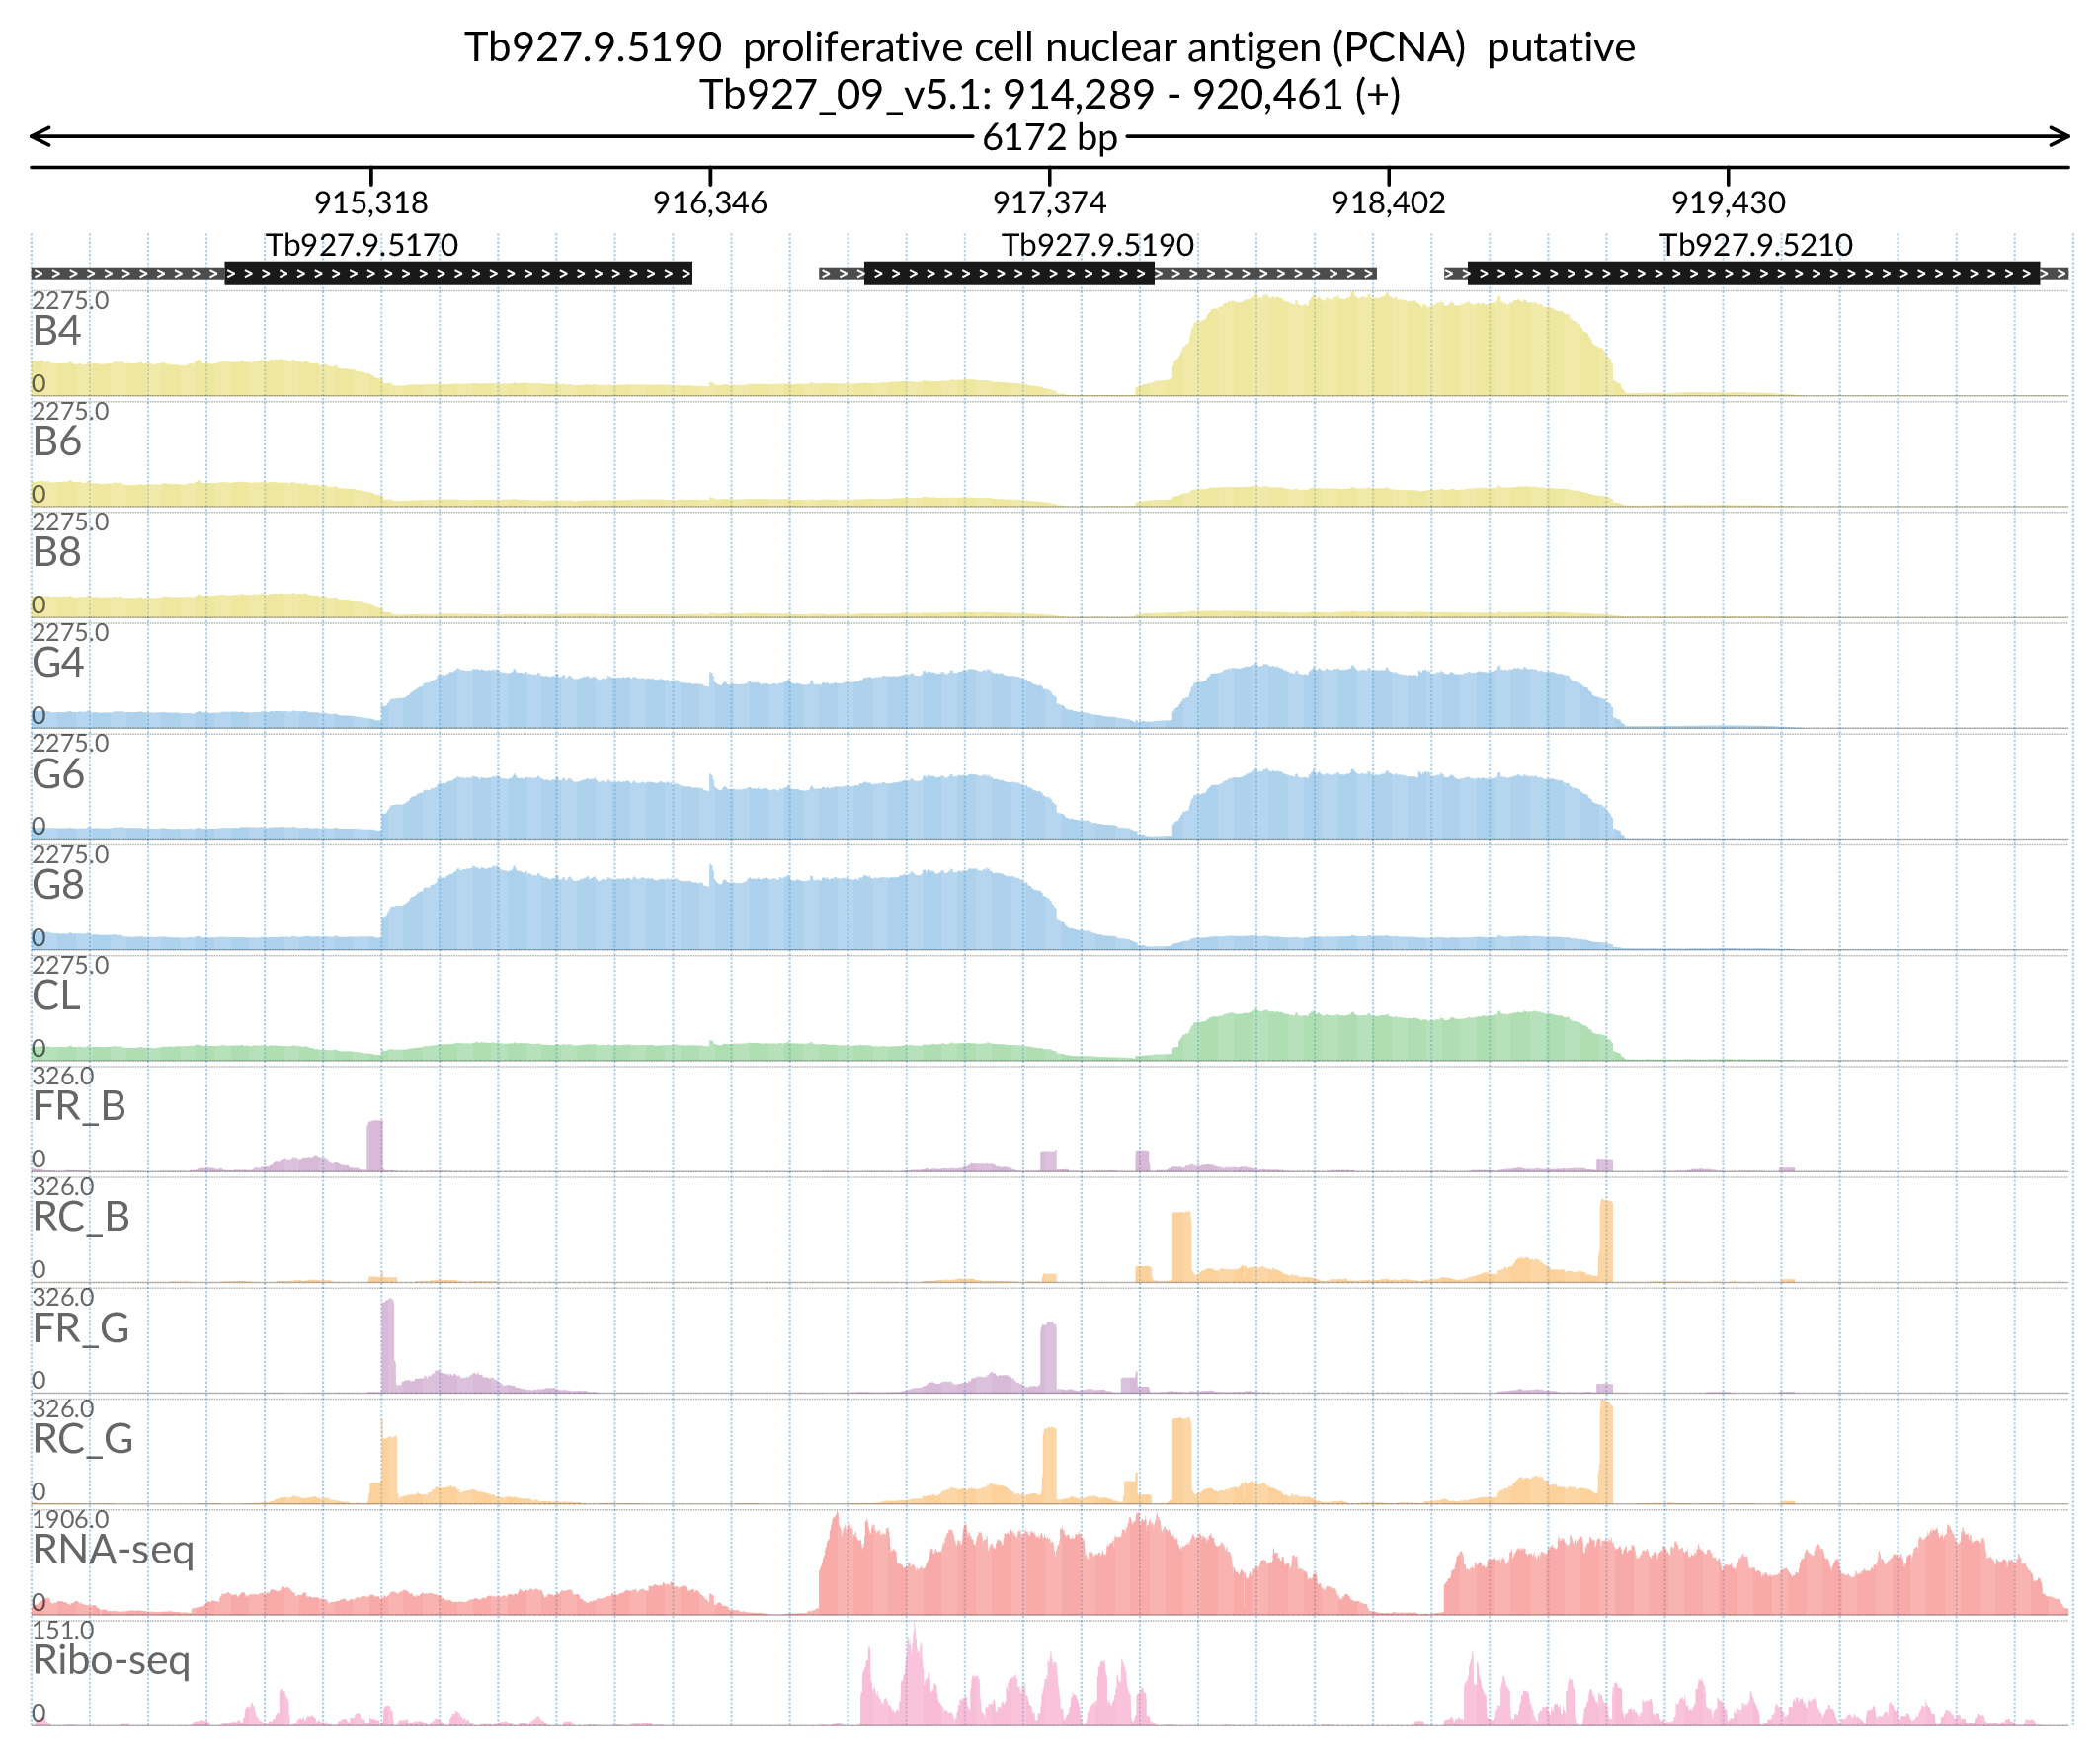 Tb927.9.5190  proliferative cell nuclear antigen (PCNA)  putative
Tb927_09_v5.1: 914,289 - 920,461 (+)
6172 bp
915,318 916,346 917,374 918,402 919,430
Tb927.9.5170 Tb927.9.5190 Tb927.9.5210
2275.0
B4
0
2275.0
B6
0
2275.0
B8
0
2275.0
G4
0
2275.0
G6
0
2275.0
G8
0
2275.0
CL
0
326.0
FR_B
0
326.0
RC_B
0
326.0
FR_G
0
326.0
RC_G
0
1906.0
RNA-seq
0
151.0
Ribo-seq
0